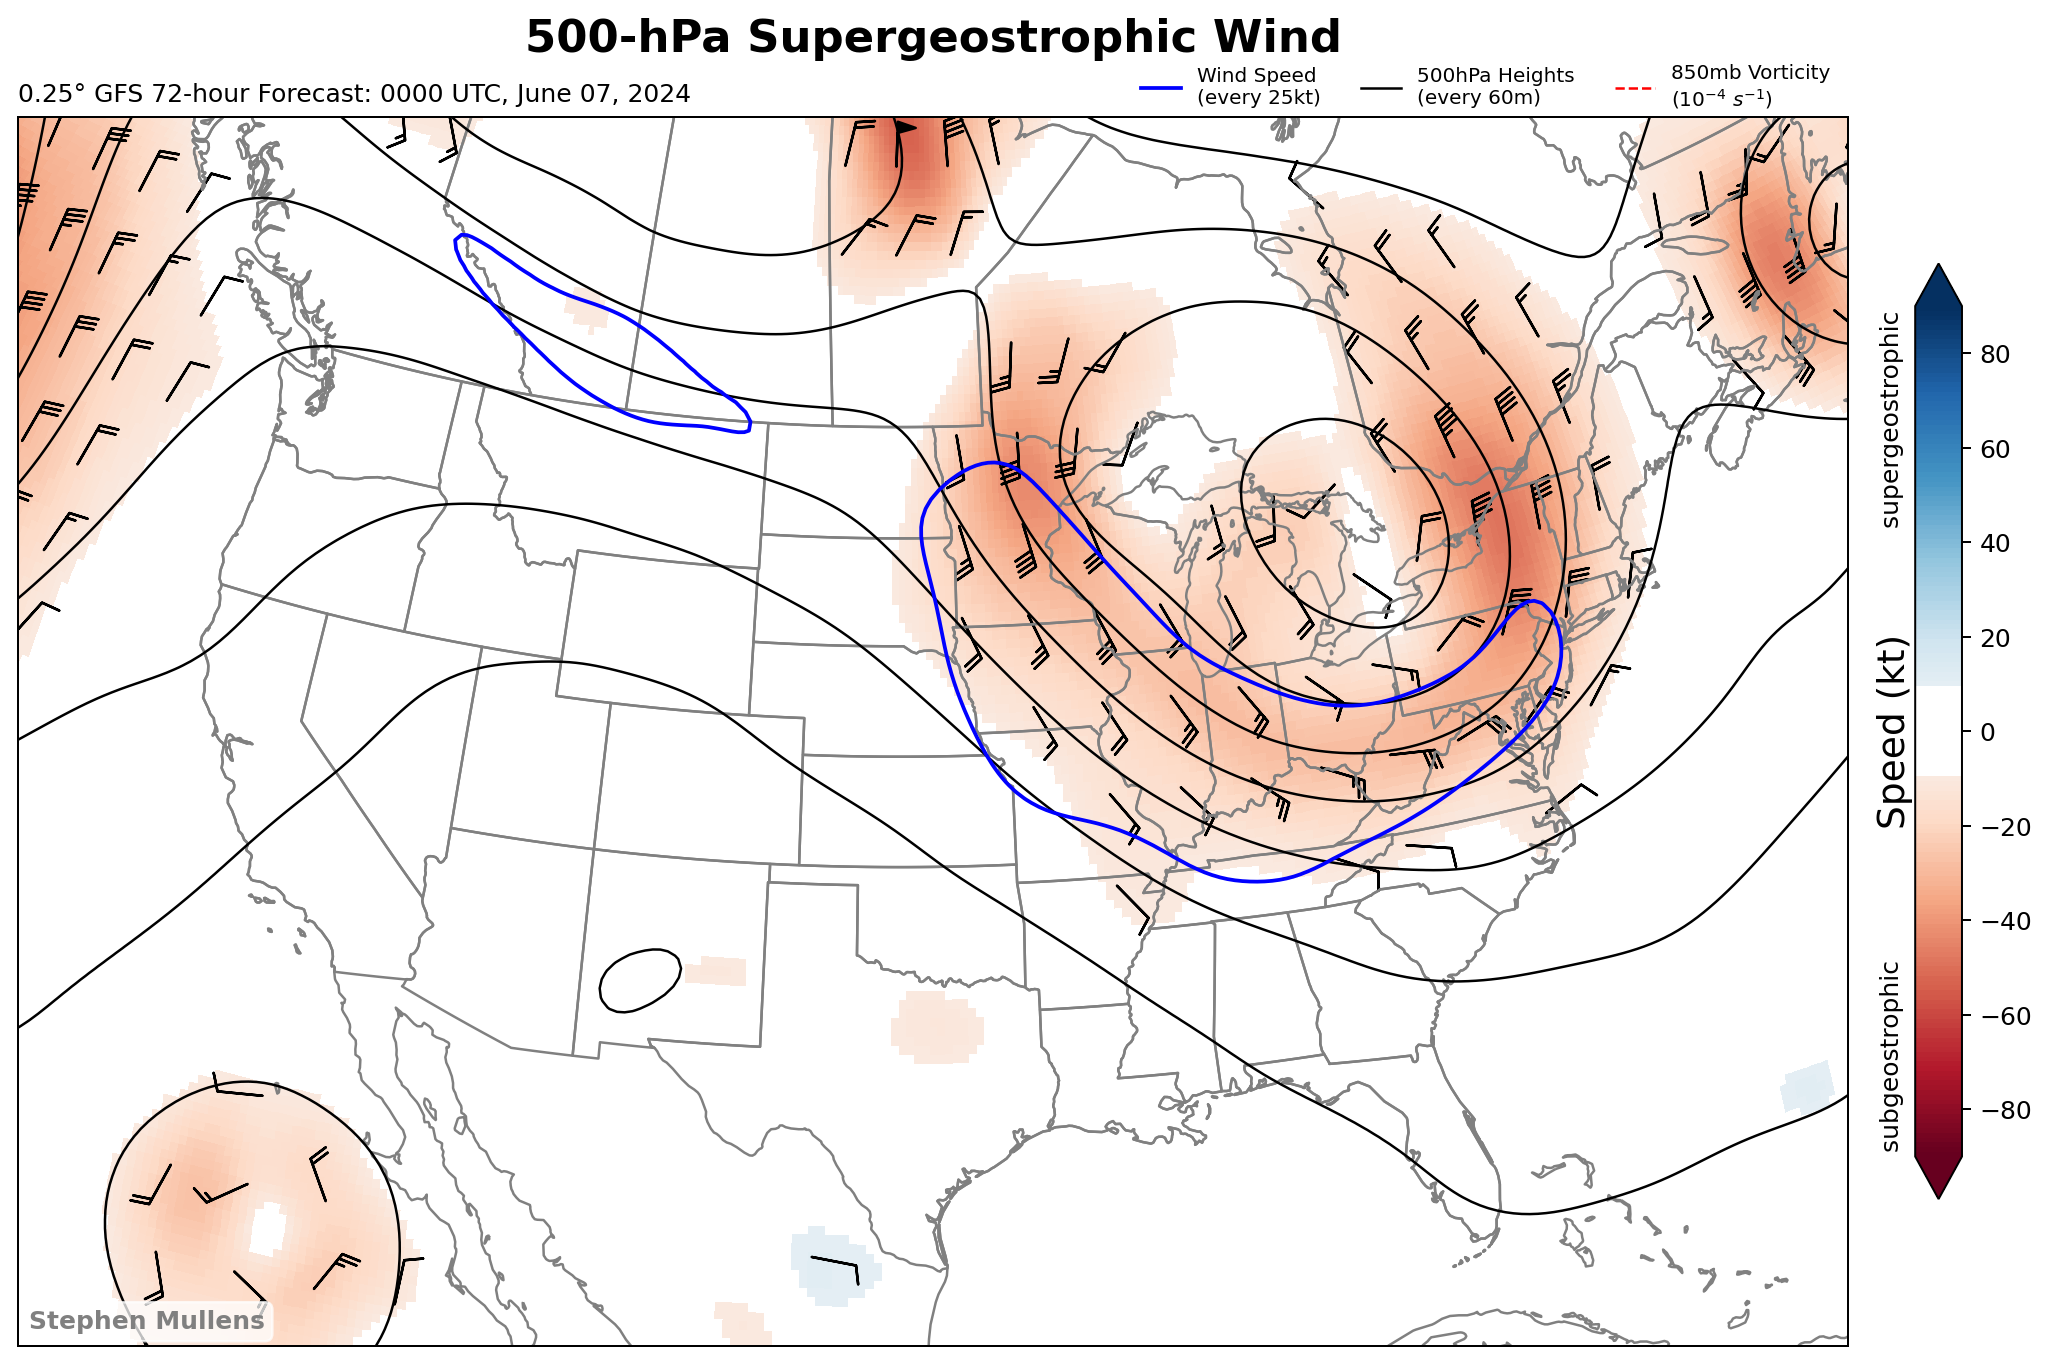 500-hPa Supergeostrophic Wind
0.25° GFS 72-hour Forecast: 0000 UTC, June 07, 2024
Wind Speed
(every 25kt)
500hPa Heights
(every 60m)
850mb Vorticity
(10⁻⁴ s⁻¹)
supergeostrophic
Speed (kt)
subgeostrophic
80
60
40
20
0
−20
−40
−60
−80
Stephen Mullens